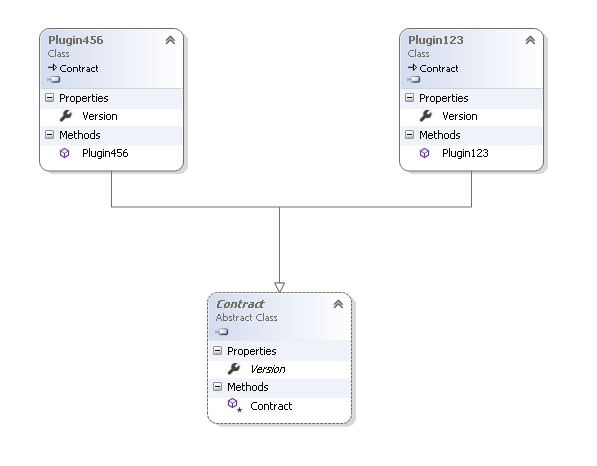 Plugin456
Class
Contract
Properties
Version
Methods
Plugin456
Plugin123
Class
Contract
Properties
Version
Methods
Plugin123
Contract
Abstract Class
Properties
Version
Methods
Contract